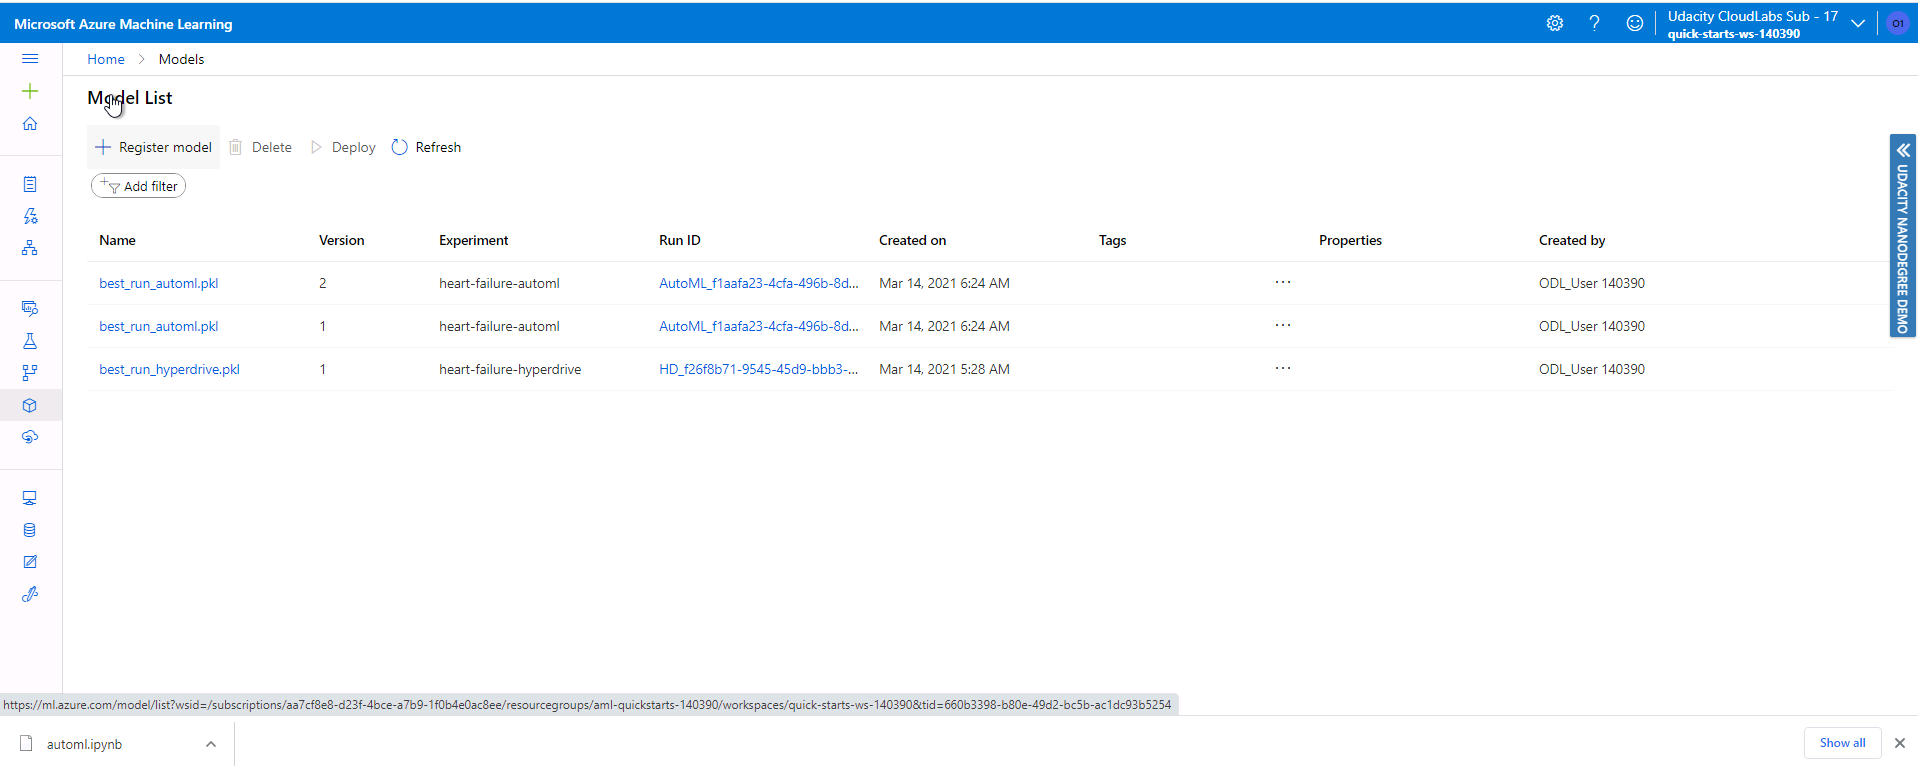 Microsoft Azure Machine Learning
Udacity CloudLabs Sub - 17
quick-starts-ws-140390
O1
Home > Models
Model List
Register model Delete Deploy Refresh
Add filter
Name Version Experiment Run ID Created on Tags Properties Created by
best_run_automl.pkl 2 heart-failure-automl AutoML_f1aafa23-4cfa-496b-8d... Mar 14, 2021 6:24 AM ... ODL_User 140390
best_run_automl.pkl 1 heart-failure-automl AutoML_f1aafa23-4cfa-496b-8d... Mar 14, 2021 6:24 AM ... ODL_User 140390
best_run_hyperdrive.pkl 1 heart-failure-hyperdrive HD_f26f8b71-9545-45d9-bbb3-... Mar 14, 2021 5:28 AM ... ODL_User 140390
UDACITY NANODEGREE DEMO
https://ml.azure.com/model/list?wsid=/subscriptions/aa7cf8e8-d23f-4bce-a7b9-1f0b4e0ac8ee/resourcegroups/aml-quickstarts-140390/workspaces/quick-starts-ws-140390&tid=660b3398-b80e-49d2-bc5b-ac1dc93b5254
automl.ipynb
Show all